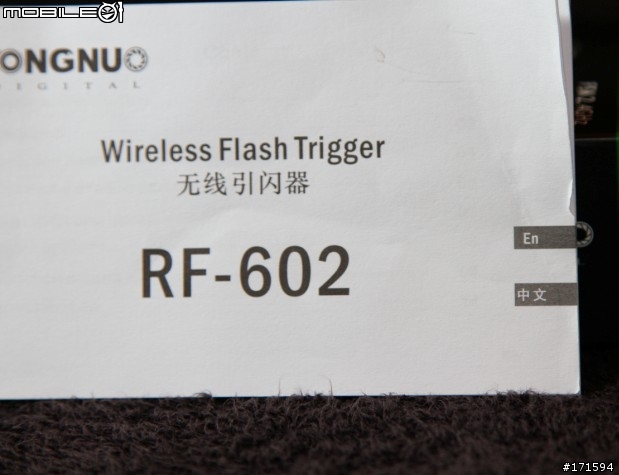 MOBILE01
ONGNUO
DIGITAL
Wireless Flash Trigger
无线引闪器
RF-602
En
中文
#171594